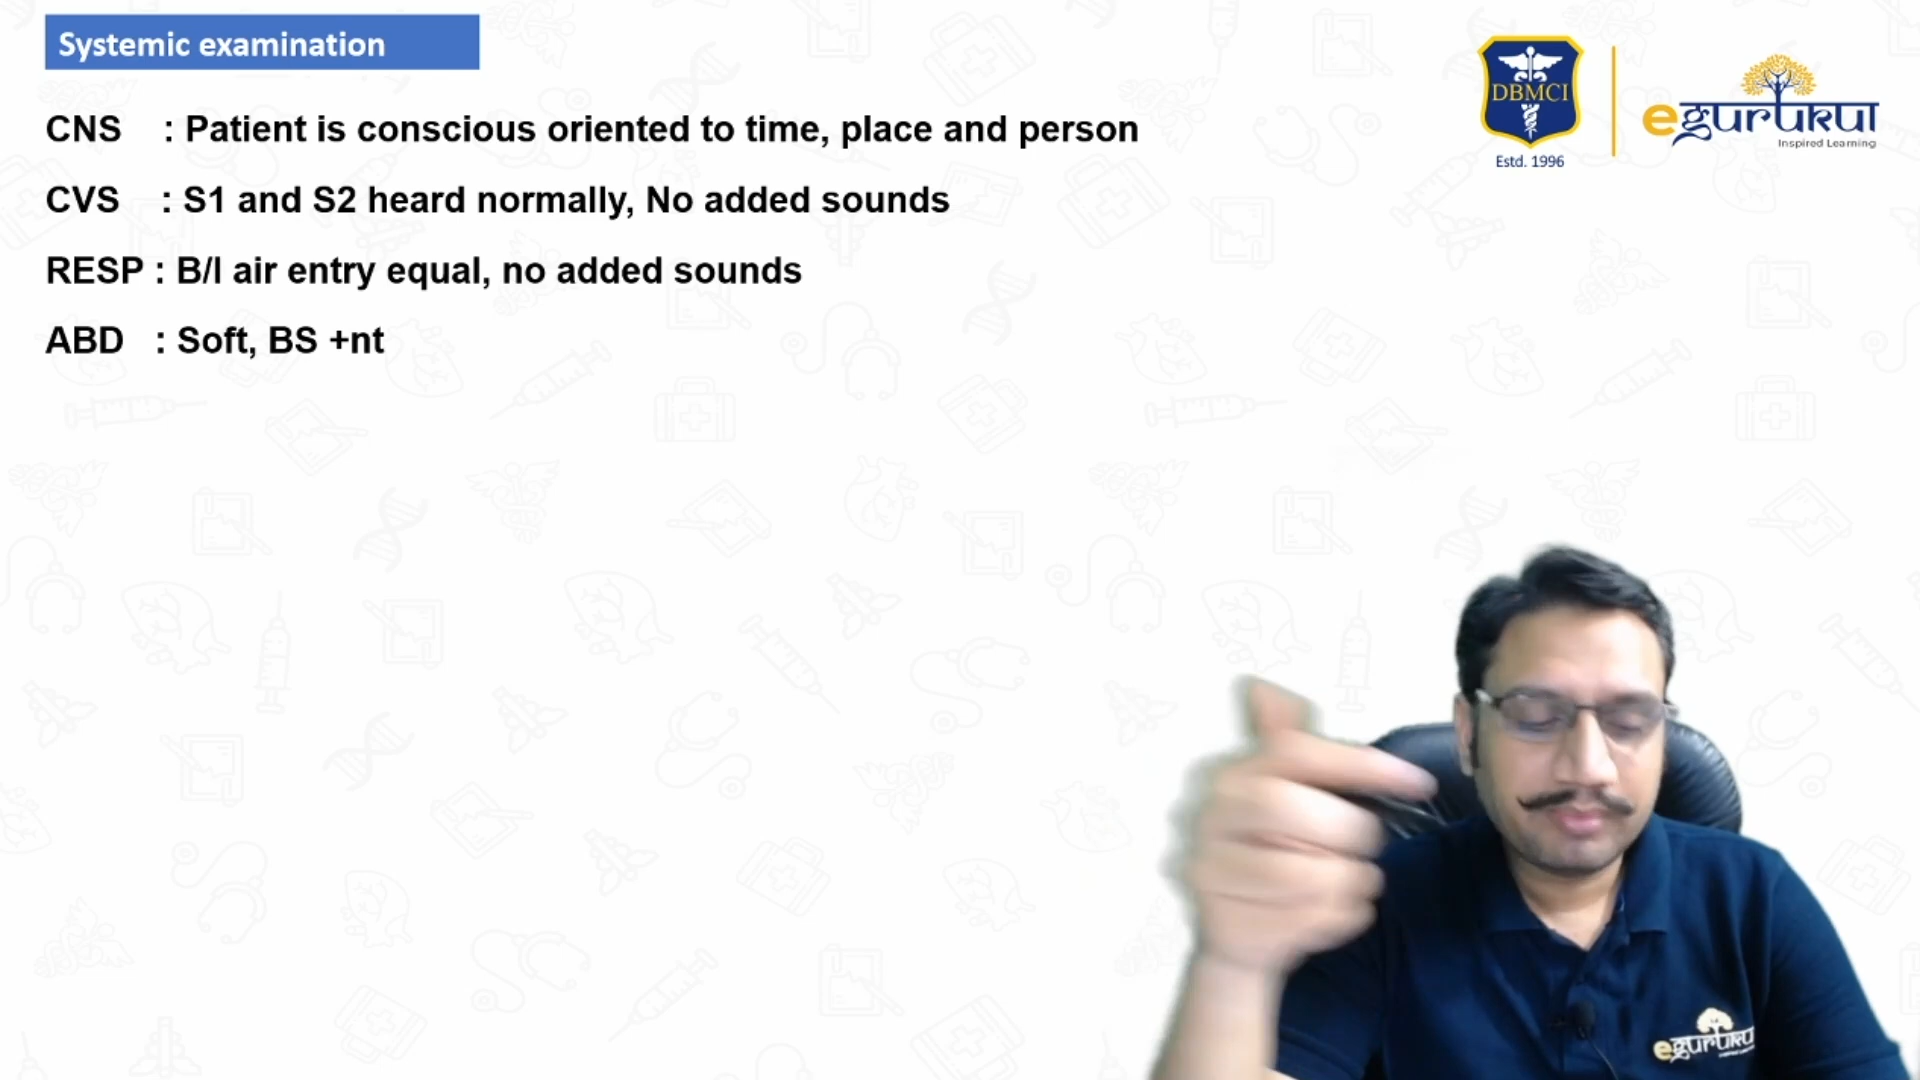 Systemic examination
CNS : Patient is conscious oriented to time, place and person
CVS : S1 and S2 heard normally, No added sounds
RESP : B/l air entry equal, no added sounds
ABD : Soft, BS +nt
DBMCI
Estd. 1996
egurukul
Inspired Learning
egurukul